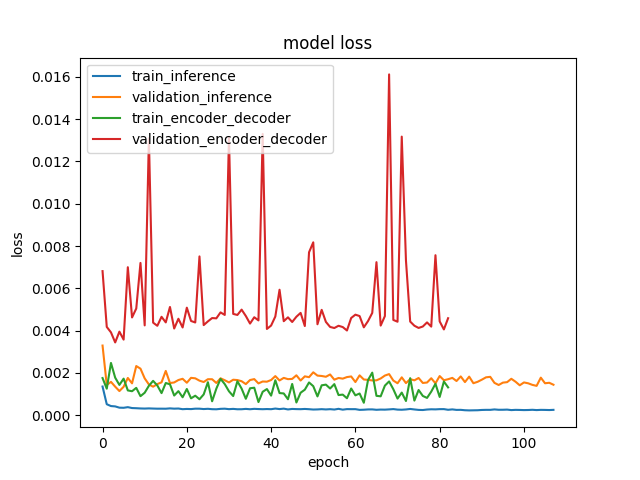 model loss
train_inference
validation_inference
train_encoder_decoder
validation_encoder_decoder
0.016
0.014
0.012
0.010
0.008
0.006
0.004
0.002
0.000
loss
0 20 40 60 80 100
epoch